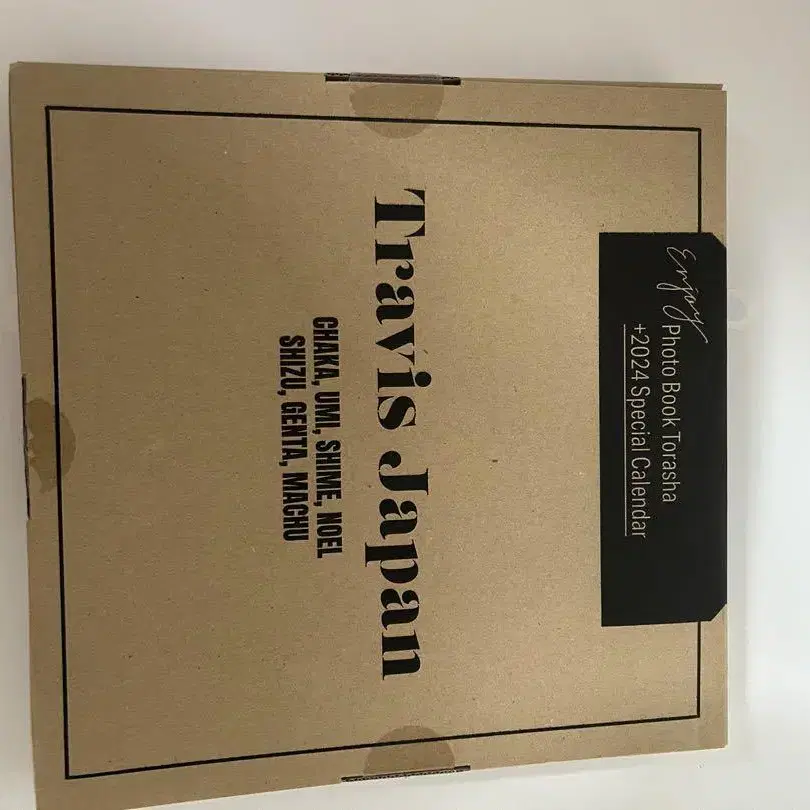 Enjoy
Photo Book Torasha
+2024 Special Calendar
Travis Japan
CHAKA, UMI, SHIME, NOEL
SHIZU, GENTA, MACHU